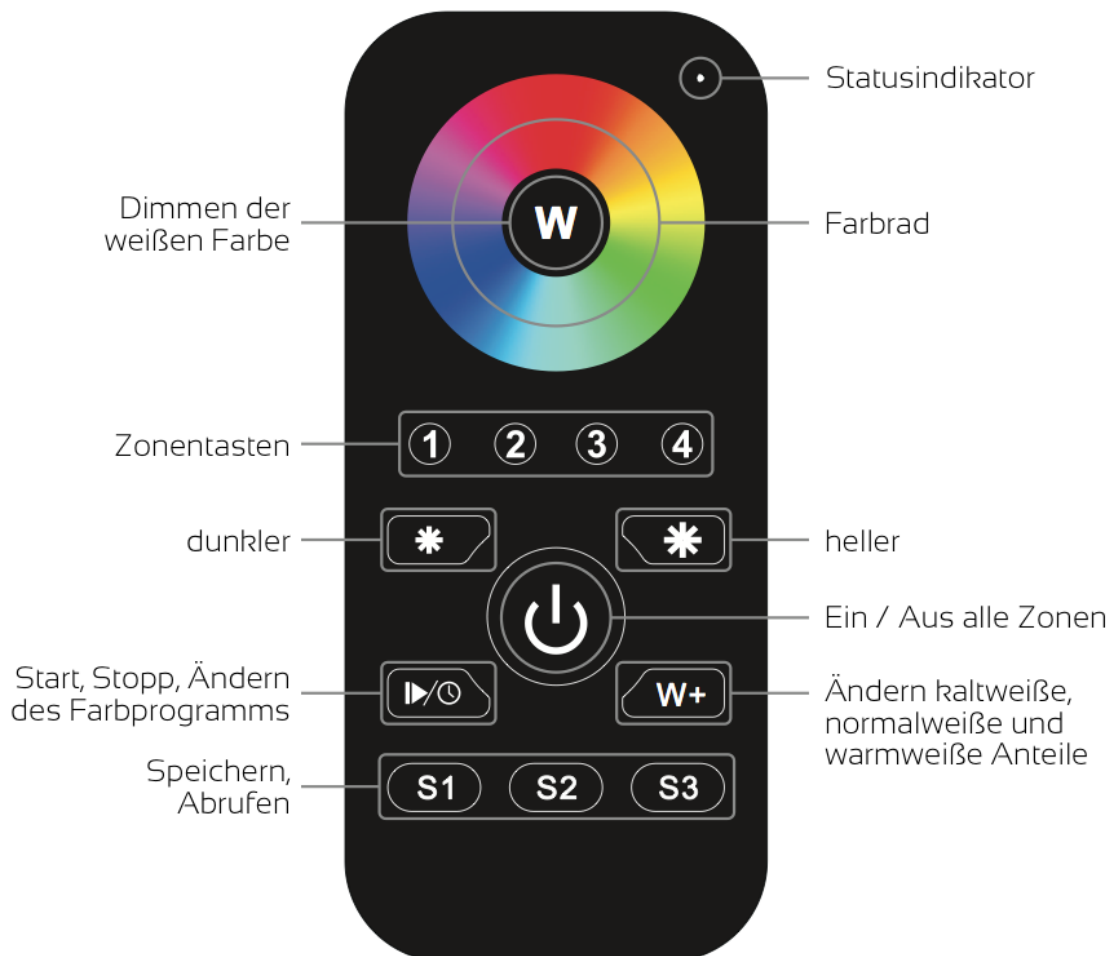 Statusindikator
Dimmen der
weißen Farbe
W
Farbrad
Zonentasten
1 2 3 4
dunkler
heller
Ein / Aus alle Zonen
Start, Stopp, Ändern
des Farbprogramms
W+
Ändern kaltweiße,
normalweiße und
warmweiße Anteile
Speichern,
Abrufen
S1 S2 S3